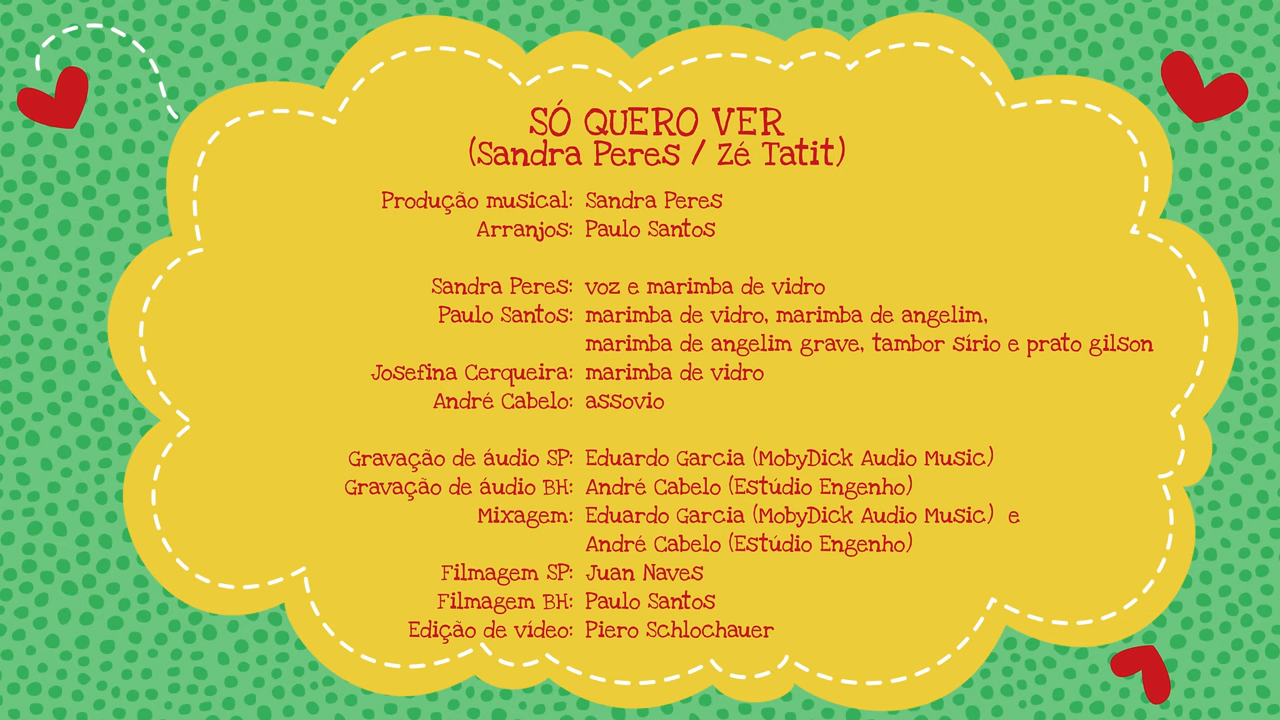 SÓ QUERO VER
(Sandra Peres / Zé Tatit)
Produção musical: Sandra Peres
Arranjos: Paulo Santos
Sandra Peres: voz e marimba de vidro
Paulo Santos: marimba de vidro, marimba de angelim,
marimba de angelim grave, tambor sírio e prato gilson
Josefina Cerqueira: marimba de vidro
André Cabelo: assovio
Gravação de áudio SP: Eduardo Garcia (MobyDick Audio Music)
Gravação de áudio BH: André Cabelo (Estúdio Engenho)
Mixagem: Eduardo Garcia (MobyDick Audio Music) e
André Cabelo (Estúdio Engenho)
Filmagem SP: Juan Naves
Filmagem BH: Paulo Santos
Edição de vídeo: Piero Schlochauer